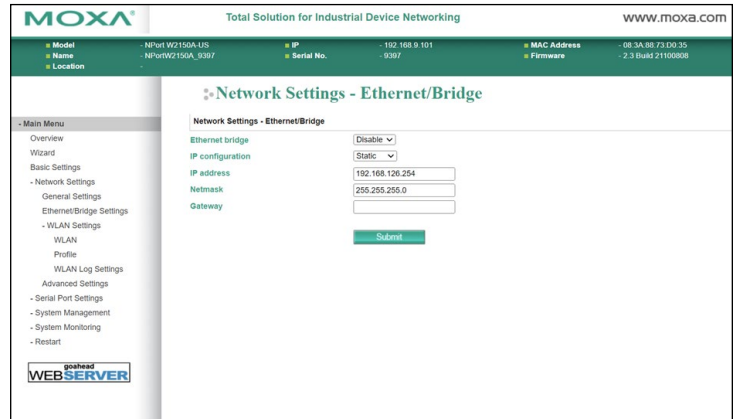 MOXA
Total Solution for Industrial Device Networking
www.moxa.com
Model - NPort W2150A-US IP - 192.168.9.101 MAC Address - 08:3A:88:73:D0:35
Name - NPortW2150A_9397 Serial No. - 9397 Firmware - 2.3 Build 21100808
Location -
Network Settings - Ethernet/Bridge
- Main Menu
Overview
Wizard
Basic Settings
- Network Settings
General Settings
Ethernet/Bridge Settings
- WLAN Settings
WLAN
Profile
WLAN Log Settings
Advanced Settings
- Serial Port Settings
- System Management
- System Monitoring
- Restart
goahead
WEBSERVER
Network Settings - Ethernet/Bridge
Ethernet bridge Disable
IP configuration Static
IP address 192.168.126.254
Netmask 255.255.255.0
Gateway
Submit